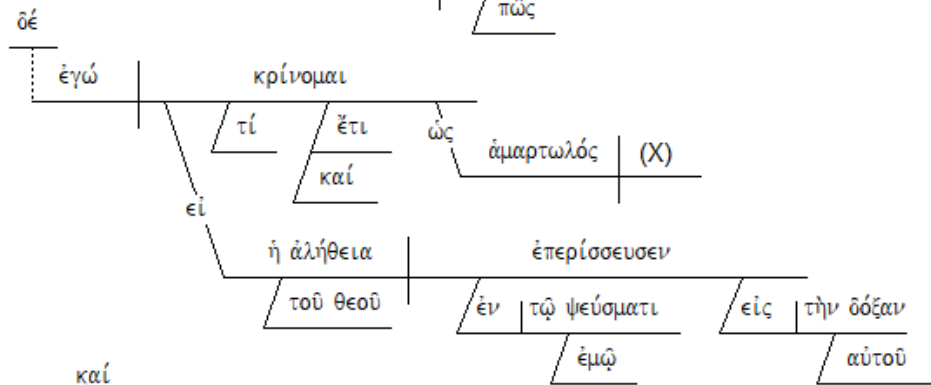 πῶς
δέ
ἐγώ κρίνομαι
τί ἔτι ὡς
ἁμαρτωλός (X)
καί
εἰ
ἡ ἀλήθεια ἐπερίσσευσεν
τοῦ θεοῦ ἐν τῷ ψεύσματι εἰς τὴν δόξαν
ἐμῷ αὐτοῦ
καί